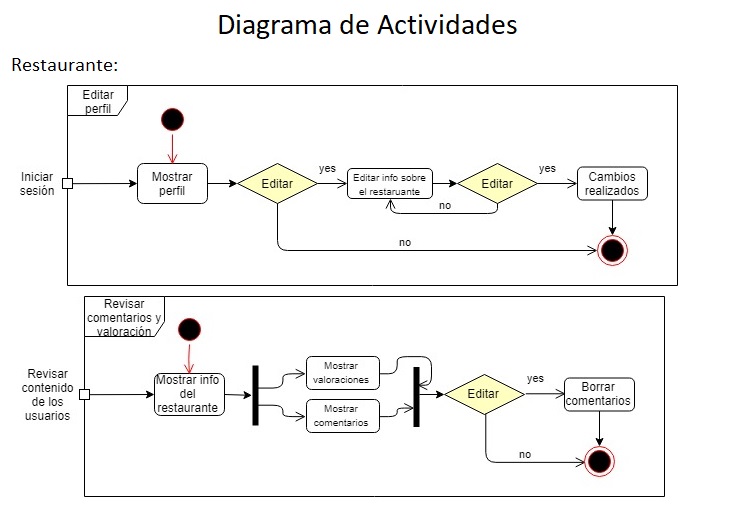 Diagrama de Actividades
Restaurante:
Editar
perfil
Iniciar
sesión
Mostrar
perfil
Editar
yes
Editar info sobre
el restaruante
Editar
yes
Cambios
realizados
no
no
Revisar
comentarios y
valoración
Revisar
contenido
de los
usuarios
Mostrar info
del
restaurante
Mostrar
valoraciones
Mostrar
comentarios
Editar
yes
Borrar
comentarios
no